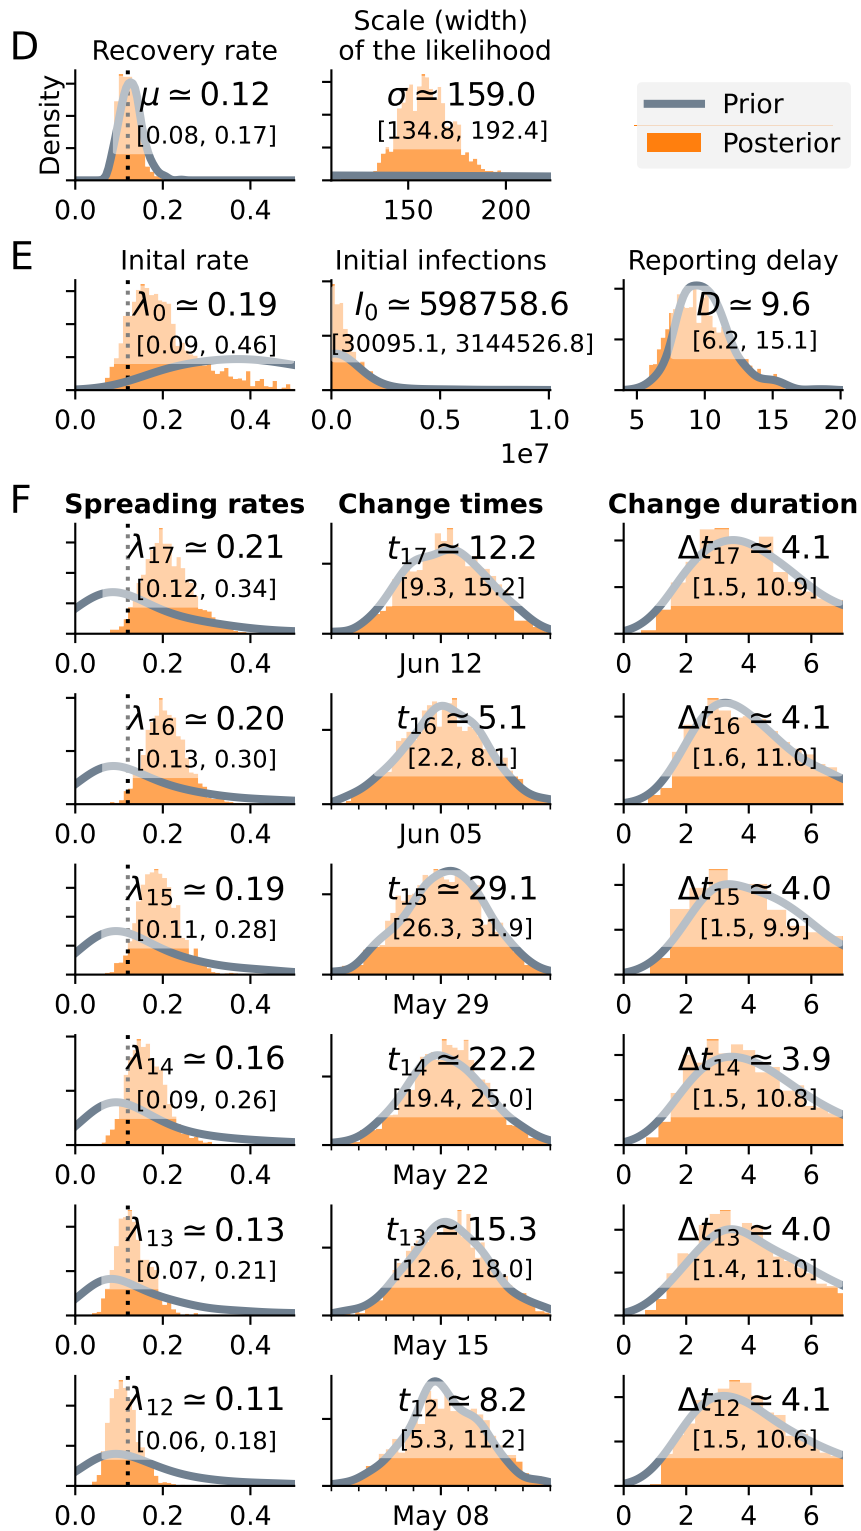 D
Recovery rate
Scale (width)
of the likelihood
Density
μ ≃ 0.12
[0.08, 0.17]
0.0 0.2 0.4
σ ≃ 159.0
[134.8, 192.4]
150 200
Prior
Posterior
E
Inital rate
λ0 ≃ 0.19
[0.09, 0.46]
0.0 0.2 0.4
Initial infections
I0 ≃ 598758.6
[30095.1, 3144526.8]
0.0 0.5 1.0
1e7
Reporting delay
D ≃ 9.6
[6.2, 15.1]
5 10 15 20
F
Spreading rates
Change times
Change duration
λ17 ≃ 0.21
[0.12, 0.34]
0.0 0.2 0.4
t17 ≃ 12.2
[9.3, 15.2]
Jun 12
Δt17 ≃ 4.1
[1.5, 10.9]
0 2 4 6
λ16 ≃ 0.20
[0.13, 0.30]
0.0 0.2 0.4
t16 ≃ 5.1
[2.2, 8.1]
Jun 05
Δt16 ≃ 4.1
[1.6, 11.0]
0 2 4 6
λ15 ≃ 0.19
[0.11, 0.28]
0.0 0.2 0.4
t15 ≃ 29.1
[26.3, 31.9]
May 29
Δt15 ≃ 4.0
[1.5, 9.9]
0 2 4 6
λ14 ≃ 0.16
[0.09, 0.26]
0.0 0.2 0.4
t14 ≃ 22.2
[19.4, 25.0]
May 22
Δt14 ≃ 3.9
[1.5, 10.8]
0 2 4 6
λ13 ≃ 0.13
[0.07, 0.21]
0.0 0.2 0.4
t13 ≃ 15.3
[12.6, 18.0]
May 15
Δt13 ≃ 4.0
[1.4, 11.0]
0 2 4 6
λ12 ≃ 0.11
[0.06, 0.18]
0.0 0.2 0.4
t12 ≃ 8.2
[5.3, 11.2]
May 08
Δt12 ≃ 4.1
[1.5, 10.6]
0 2 4 6